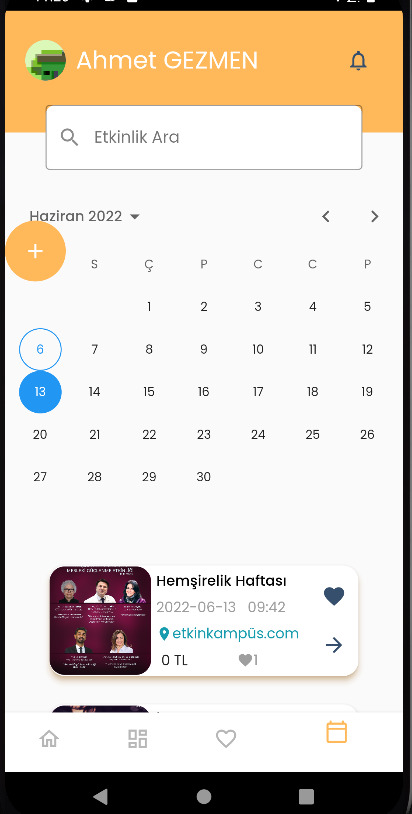 Ahmet GEZMEN
Etkinlik Ara
Haziran 2022
+
S Ç P C C P
1 2 3 4 5
6 7 8 9 10 11 12
13 14 15 16 17 18 19
20 21 22 23 24 25 26
27 28 29 30
Hemşirelik Haftası
2022-06-13 09:42
etkinkampüs.com
0 TL 1